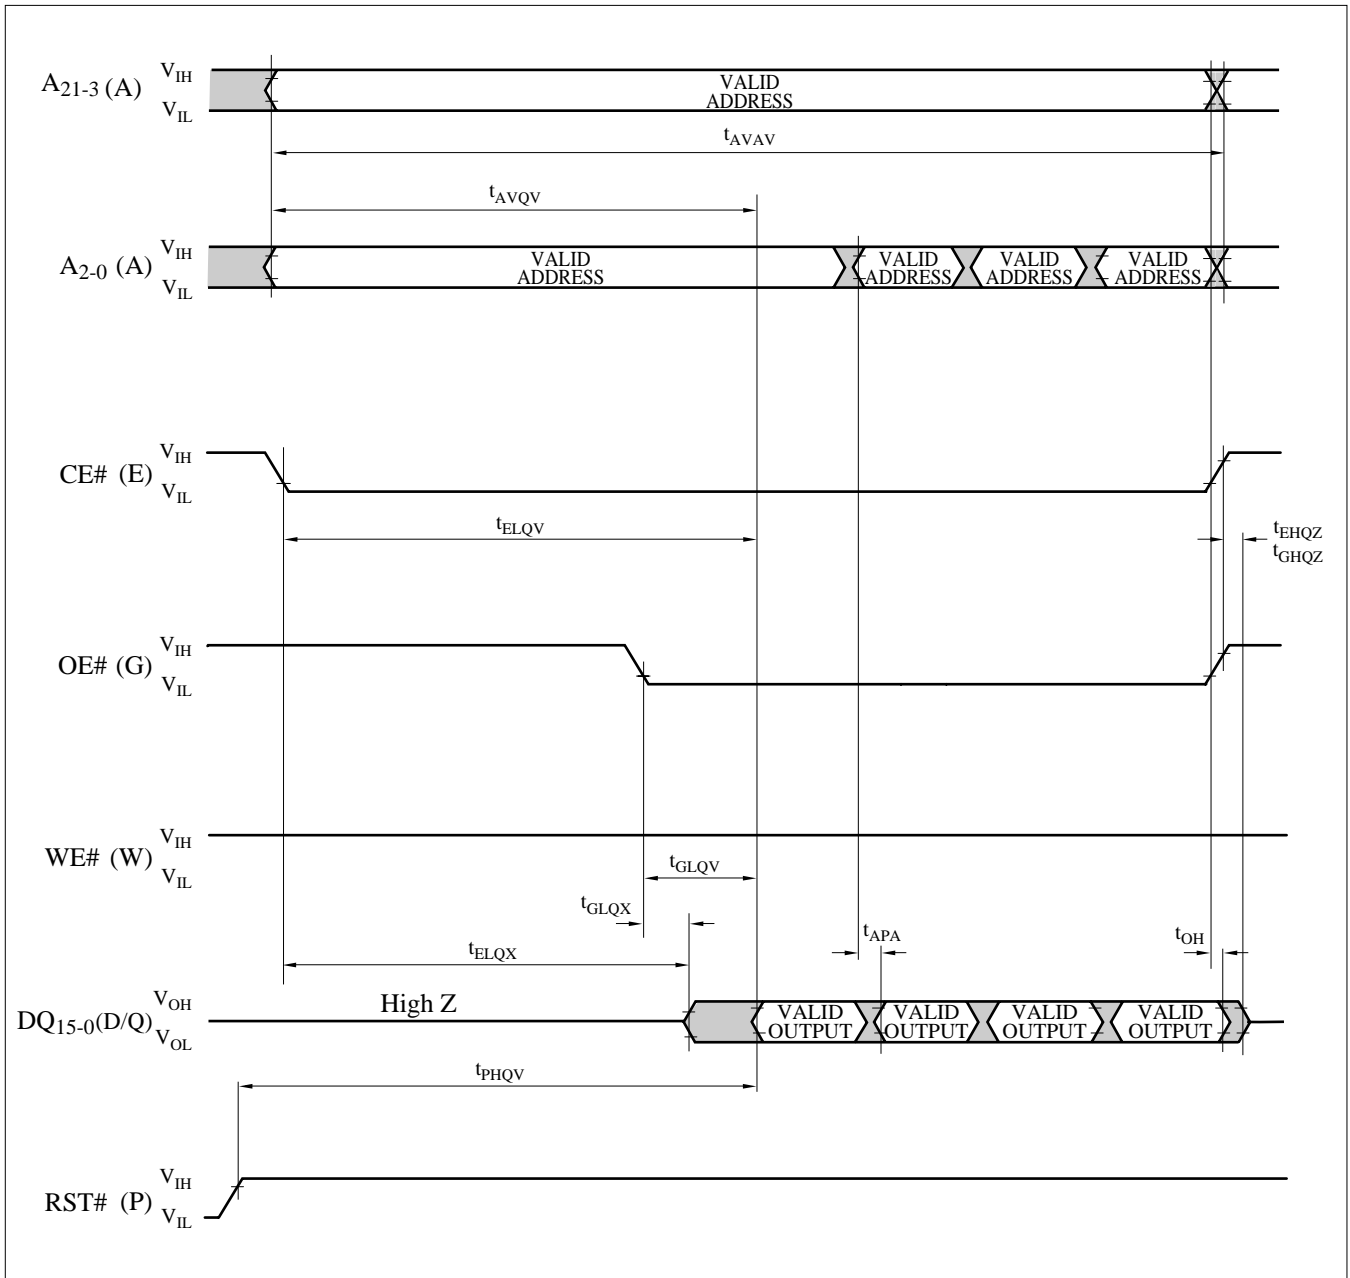 A21-3 (A) VIH VIL VALID ADDRESS
tAVAV
tAVQV
A2-0 (A) VIH VIL VALID ADDRESS VALID ADDRESS VALID ADDRESS VALID ADDRESS
CE# (E) VIH VIL
tELQV
tEHQZ
tGHQZ
OE# (G) VIH VIL
WE# (W) VIH VIL
tGLQV
tGLQX
tELQX
tAPA
tOH
DQ15-0(D/Q) VOH VOL High Z VALID OUTPUT VALID OUTPUT VALID OUTPUT VALID OUTPUT
tPHQV
RST# (P) VIH VIL